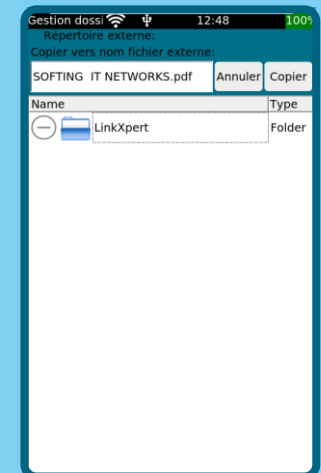 Gestion dossi 12:48 100%
Répertoire externe:
Copier vers nom fichier externe:
SOFTING IT NETWORKS.pdf Annuler Copier
Name Type
LinkXpert Folder